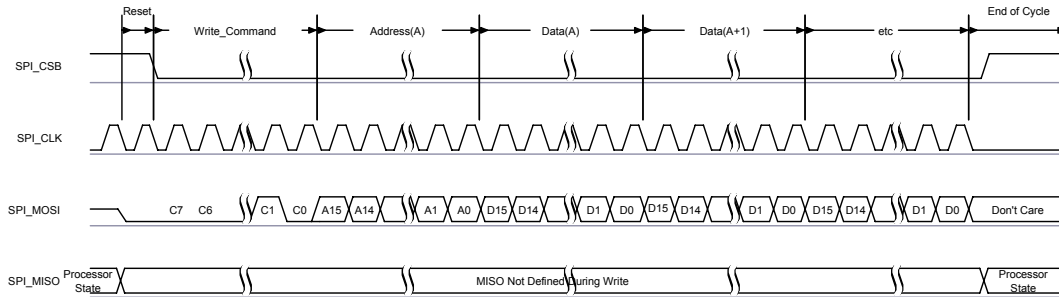 Reset
End of Cycle
Write_Command Address(A) Data(A) Data(A+1) etc
SPI_CSB
SPI_CLK
SPI_MOSI C7 C6 C1 C0 A15 A14 A1 A0 D15 D14 D1 D0 D15 D14 D1 D0 D15 D14 D1 D0 Don't Care
SPI_MISO Processor State MISO Not Defined During Write Processor State